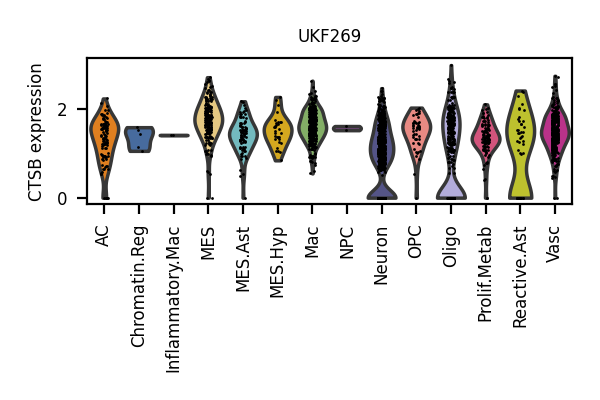 UKF269
CTSB expression
2
0
AC
Chromatin.Reg
Inflammatory.Mac
MES
MES.Ast
MES.Hyp
Mac
NPC
Neuron
OPC
Oligo
Prolif.Metab
Reactive.Ast
Vasc